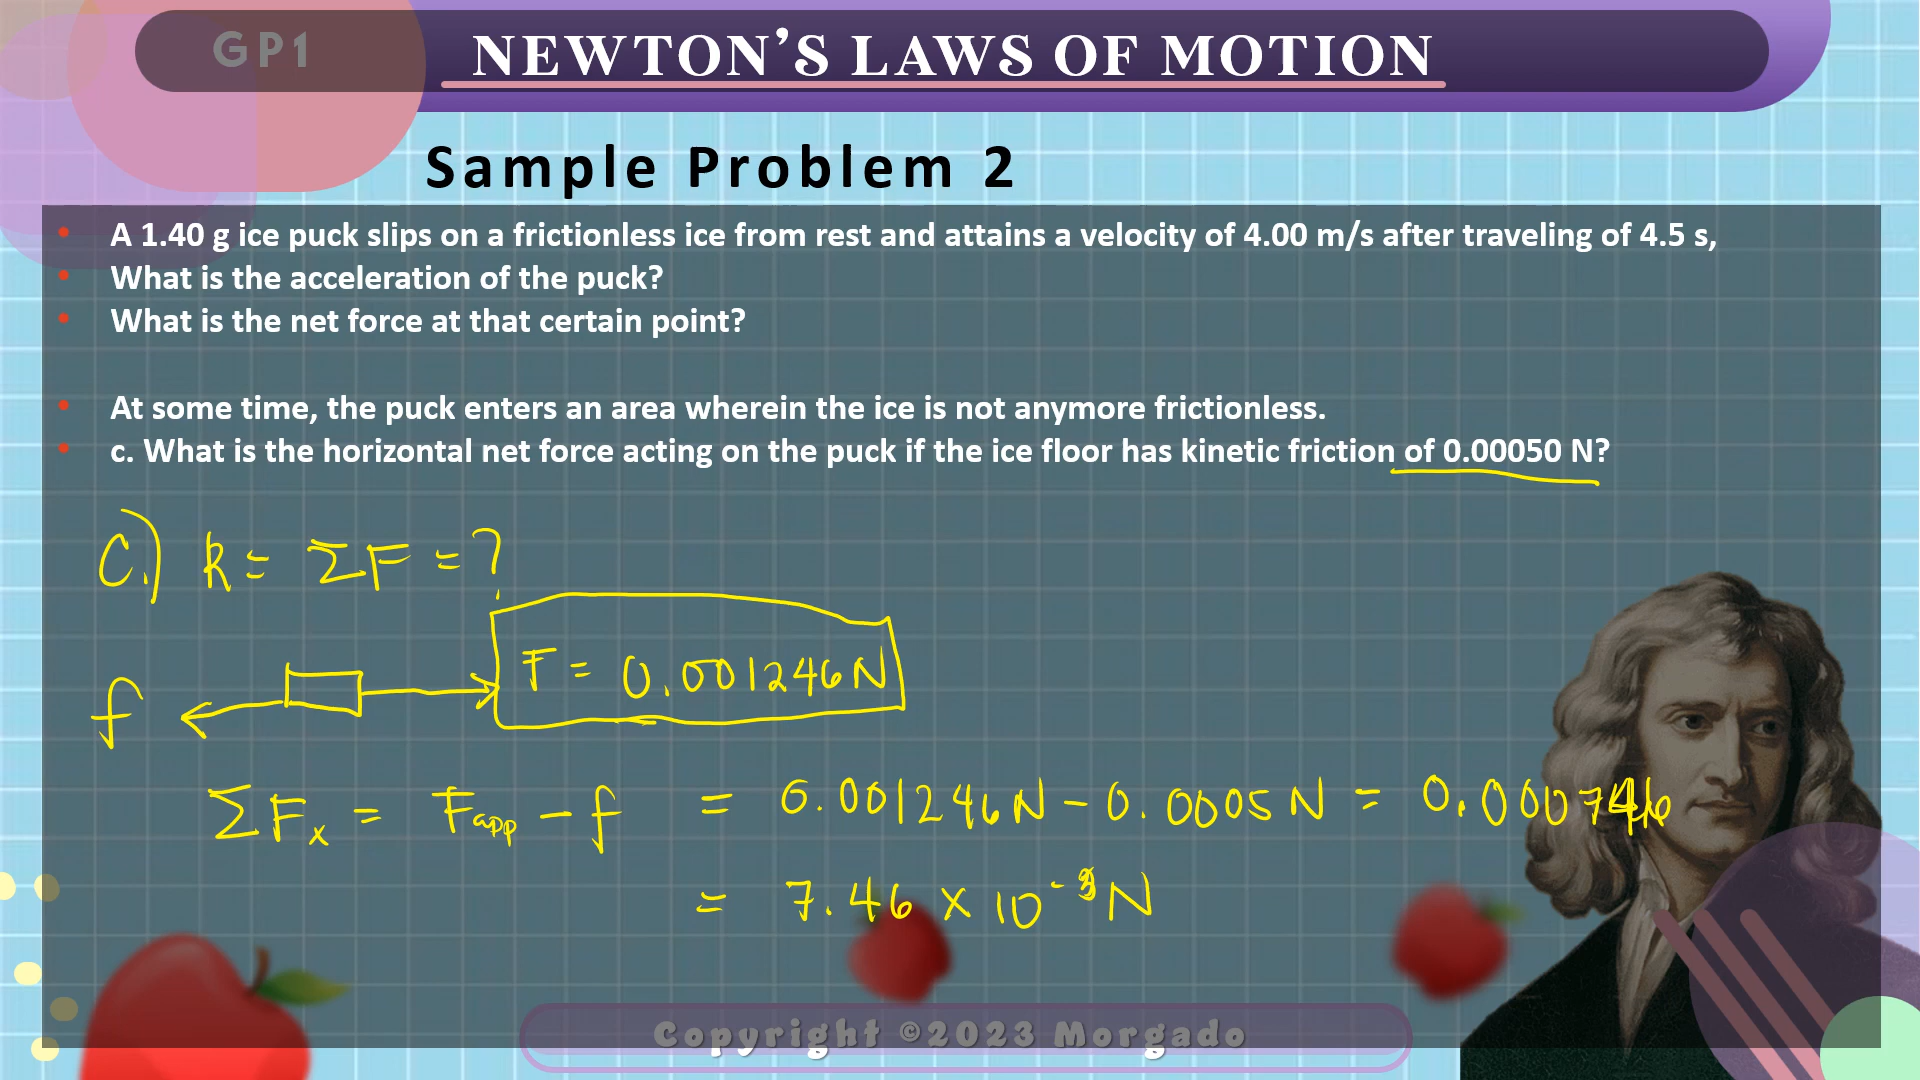 GP1
NEWTON'S LAWS OF MOTION
Sample Problem 2
• A 1.40 g ice puck slips on a frictionless ice from rest and attains a velocity of 4.00 m/s after traveling of 4.5 s,
• What is the acceleration of the puck?
• What is the net force at that certain point?
• At some time, the puck enters an area wherein the ice is not anymore frictionless.
• c. What is the horizontal net force acting on the puck if the ice floor has kinetic friction of 0.00050 N?
C.) R = ΣF = ?
F = 0.001246 N
f
ΣFx = Fapp - f = 0.001246 N - 0.0005 N = 0.000746
= 7.46 x 10 N
Copyright ©2023 Morgado